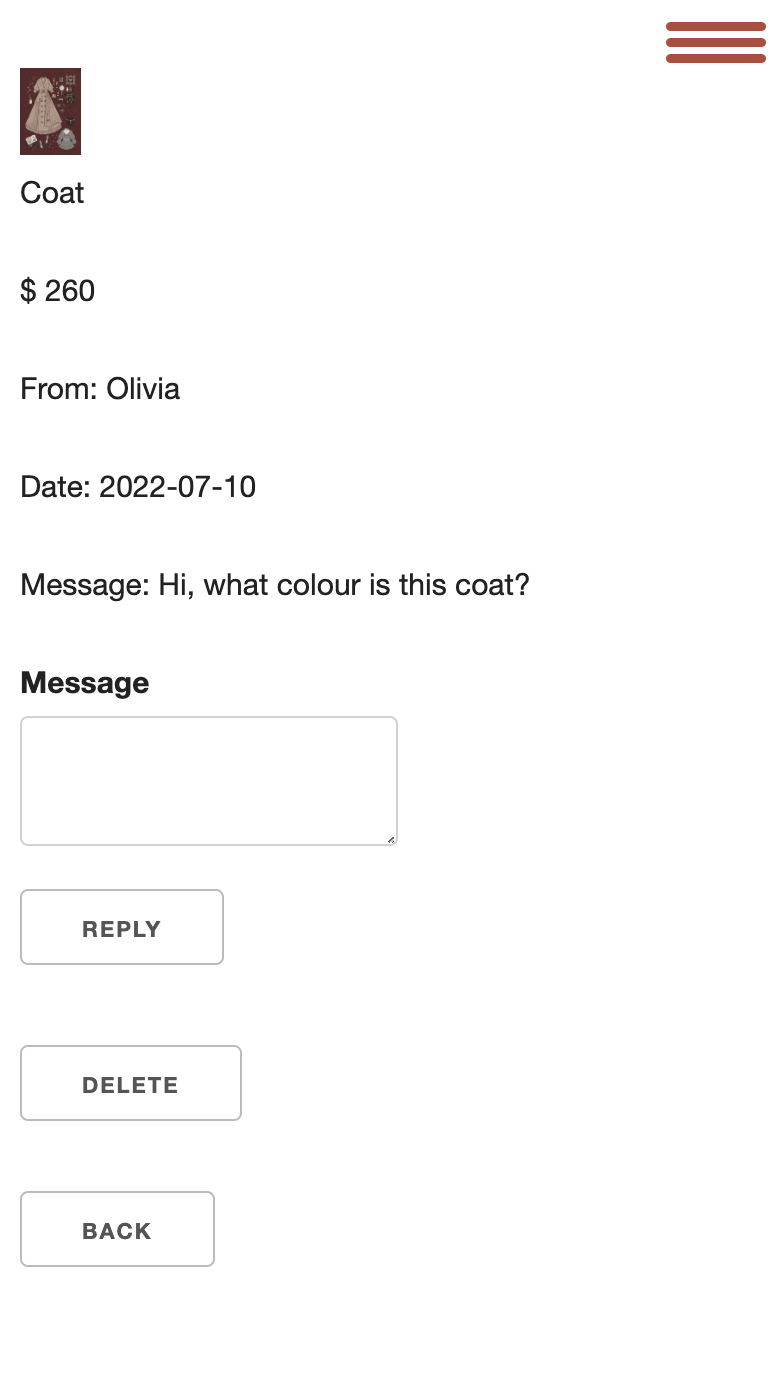 Coat
$ 260
From: Olivia
Date: 2022-07-10
Message: Hi, what colour is this coat?
Message
REPLY
DELETE
BACK